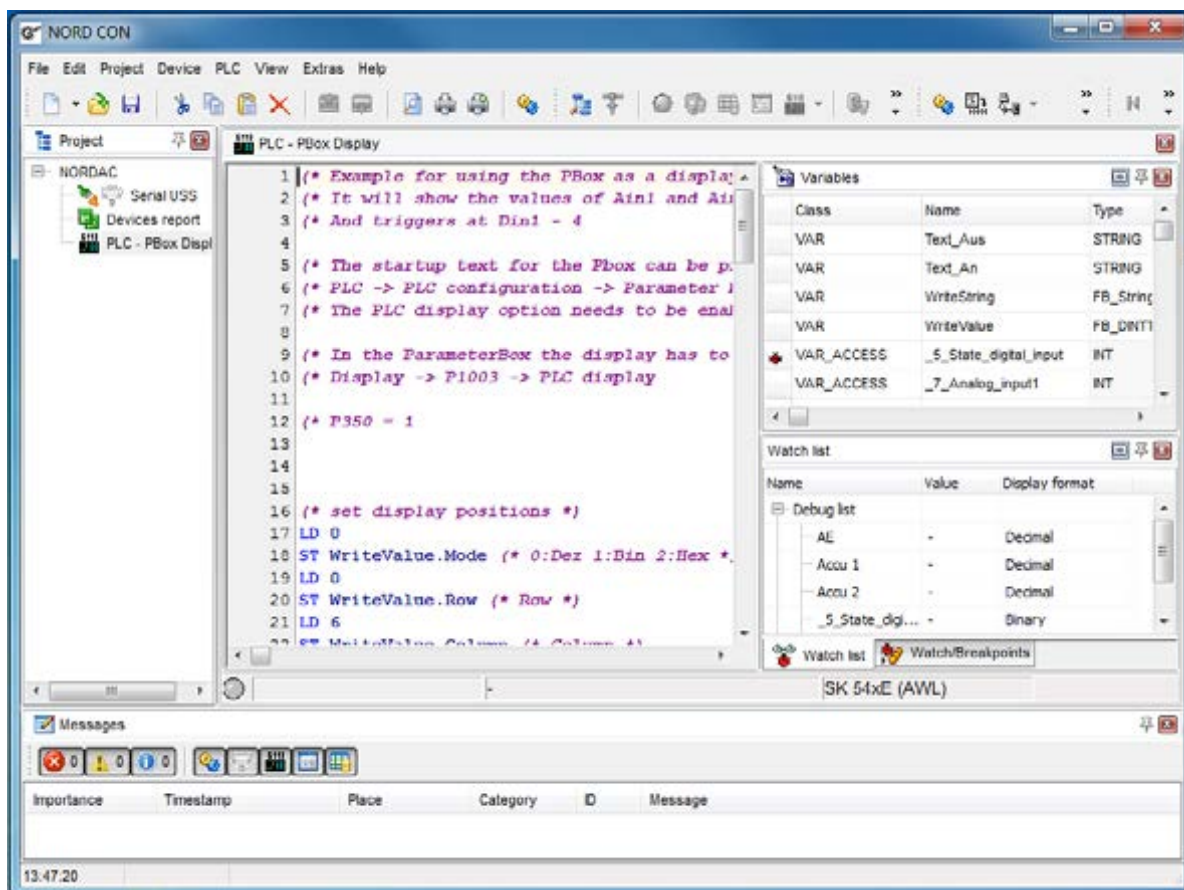 NORD CON
File Edit Project Device PLC View Extras Help
Project
NORDAC
Serial USS
Devices report
PLC - PBox Displ
PLC - PBox Display
1 (* Example for using the PBox as a display
2 (* It will show the values of Ain1 and Ai
3 (* And triggers at Din1 - 4
4
5 (* The startup text for the Pbox can be p
6 (* PLC -> PLC configuration -> Parameter
7 (* The PLC display option needs to be ena
8
9 (* In the ParameterBox the display has to
10 (* Display -> P1003 -> PLC display
11
12 (* P350 = 1
13
14
15
16 (* set display positions *)
17 LD 0
18 ST WriteValue.Mode (* 0:Dez 1:Bin 2:Hex *
19 LD 0
20 ST WriteValue.Row (* Row *)
21 LD 6
22 ST WriteValue.Column (* Column *)
Variables
Class Name Type
VAR Text_Aus STRING
VAR Text_An STRING
VAR WriteString FB_String
VAR WriteValue FB_DINT
VAR_ACCESS _5_State_digital_input INT
VAR_ACCESS _7_Analog_input1 INT
Watch list
Name Value Display format
Debug list
AE - Decimal
Accu 1 - Decimal
Accu 2 - Decimal
_5_State_digi... - Binary
Watch list Watch/Breakpoints
- SK 54xE (AWL)
Messages
0 0 0
Importance Timestamp Place Category ID Message
13.47.20